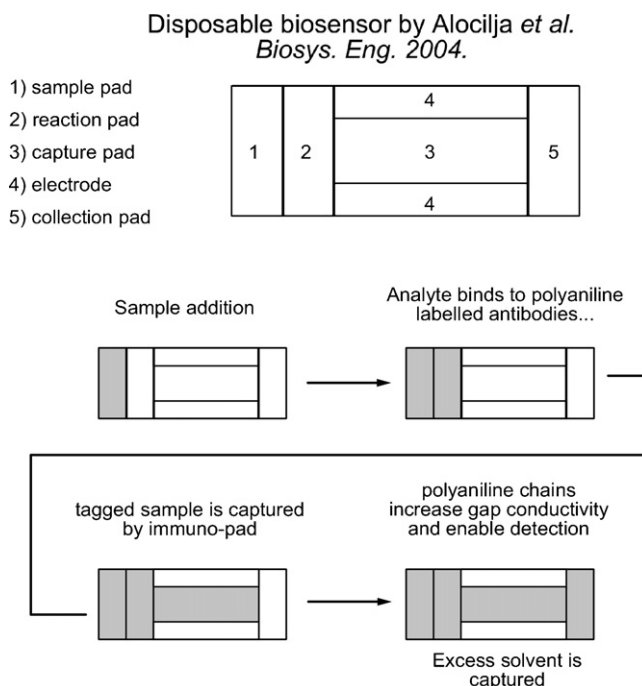 Disposable biosensor by Alocilja et al.
Biosys. Eng. 2004.
1) sample pad
2) reaction pad
3) capture pad
4) electrode
5) collection pad
4
1 2 3 5
4
Sample addition
Analyte binds to polyaniline
labelled antibodies...
tagged sample is captured
by immuno-pad
polyaniline chains
increase gap conductivity
and enable detection
Excess solvent is
captured